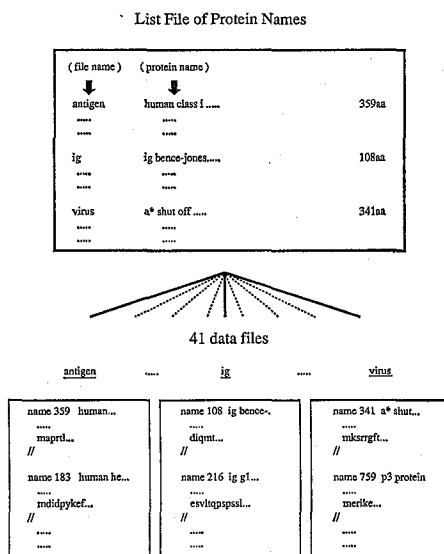 List File of Protein Names
(file name) (protein name)
antigen human class i ..... 359aa
..... .....
..... .....
ig ig bence-jones..... 108aa
..... .....
..... .....
virus a* shut off ..... 341aa
..... .....
..... .....
41 data files
antigen ..... ig ..... virus
name 359 human...
.....
maprtl...
//
name 183 human he...
.....
mdidpykef...
//
.....
.....
name 108 ig bence-.
.....
diqmt...
//
name 216 ig gl...
.....
esvltqpspssl...
//
.....
.....
name 341 a* shut...
.....
mksrrgft...
//
name 759 p3 protein
.....
merike...
//
.....
.....